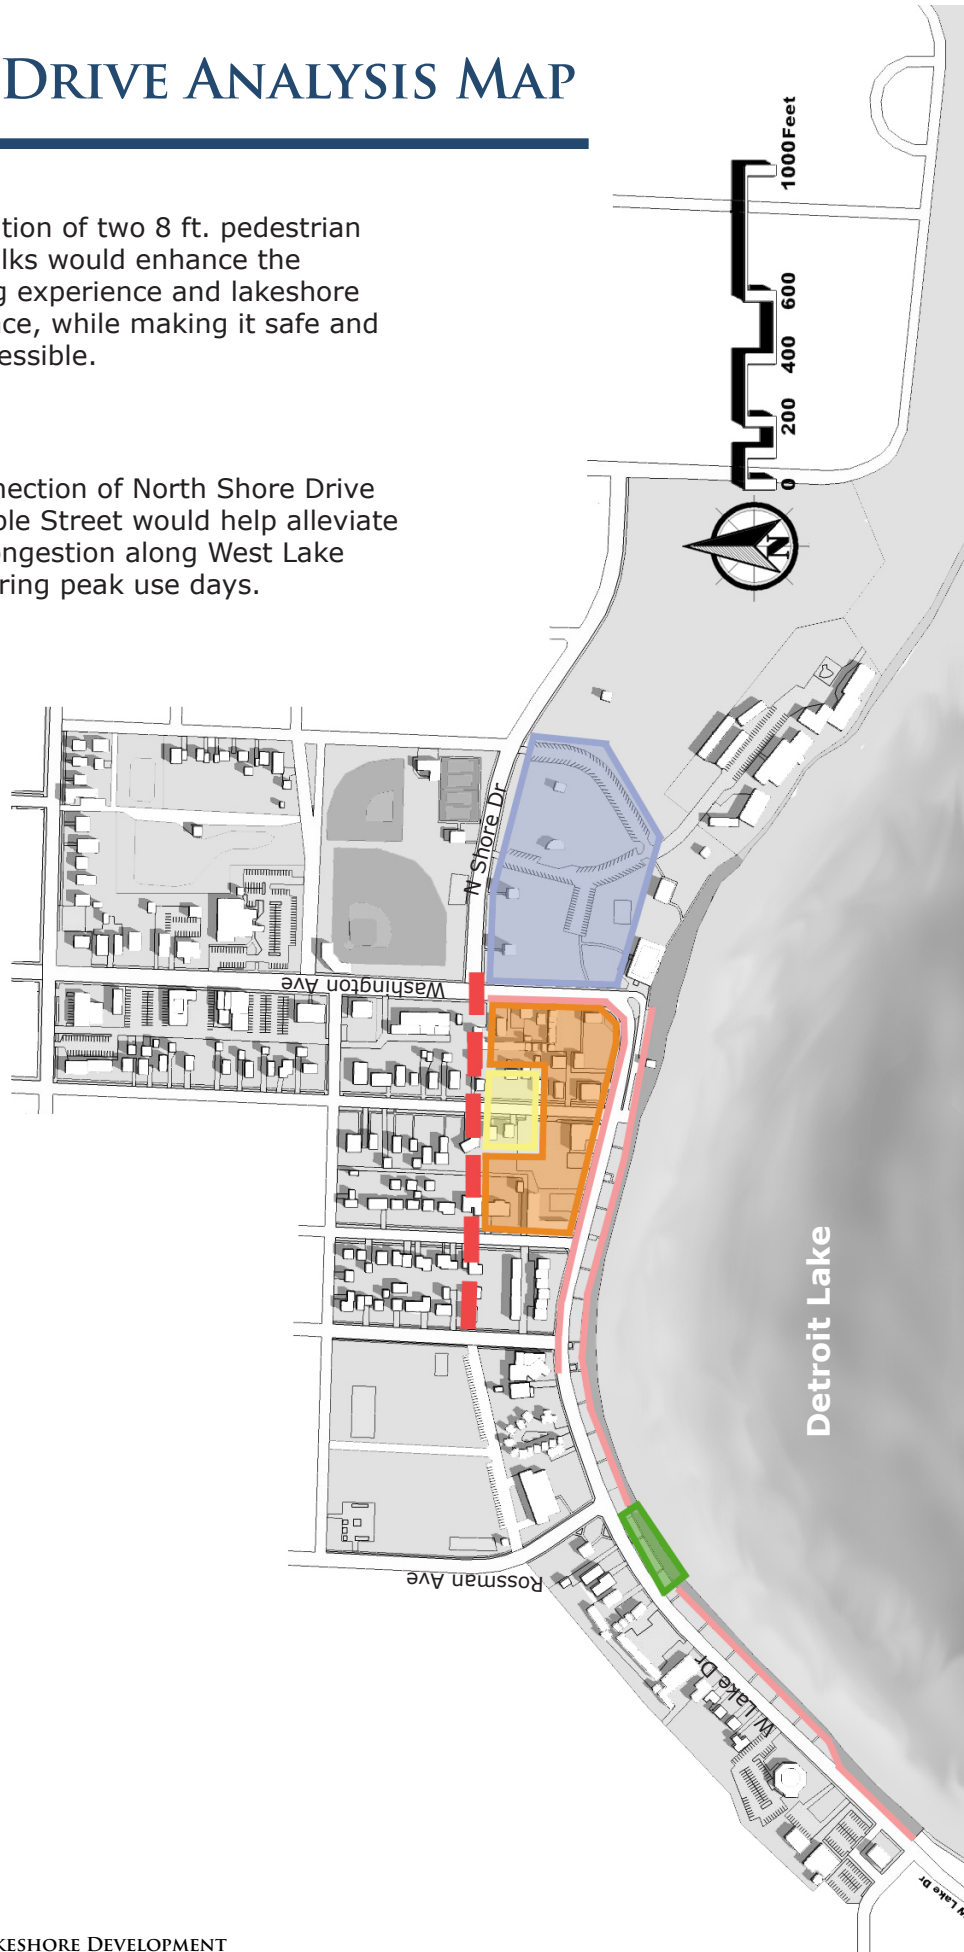 DRIVE ANALYSIS MAP
tion of two 8 ft. pedestrian
lks would enhance the
g experience and lakeshore
ce, while making it safe and
essible.
nection of North Shore Drive
ple Street would help alleviate
ongestion along West Lake
ring peak use days.
1000Feet
600
400
200
0
N
N Shore Dr
Washington Ave
Detroit Lake
Rossman Ave
W Lake Dr
W Lake Dr
KESHORE DEVELOPMENT